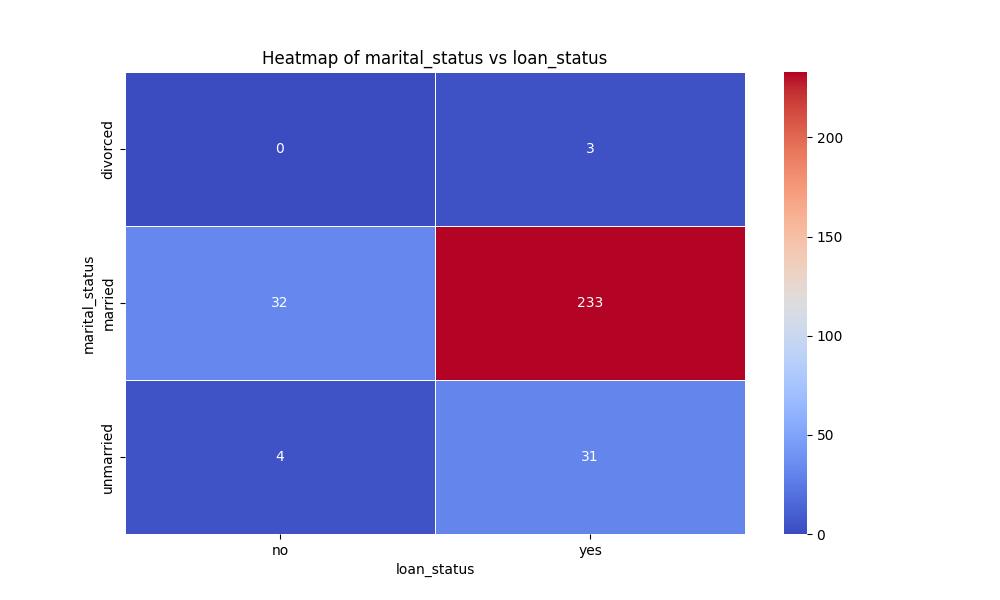 Heatmap of marital_status vs loan_status
marital_status
divorced
0
3
married
32
233
unmarried
4
31
no
yes
loan_status
200
150
100
50
0